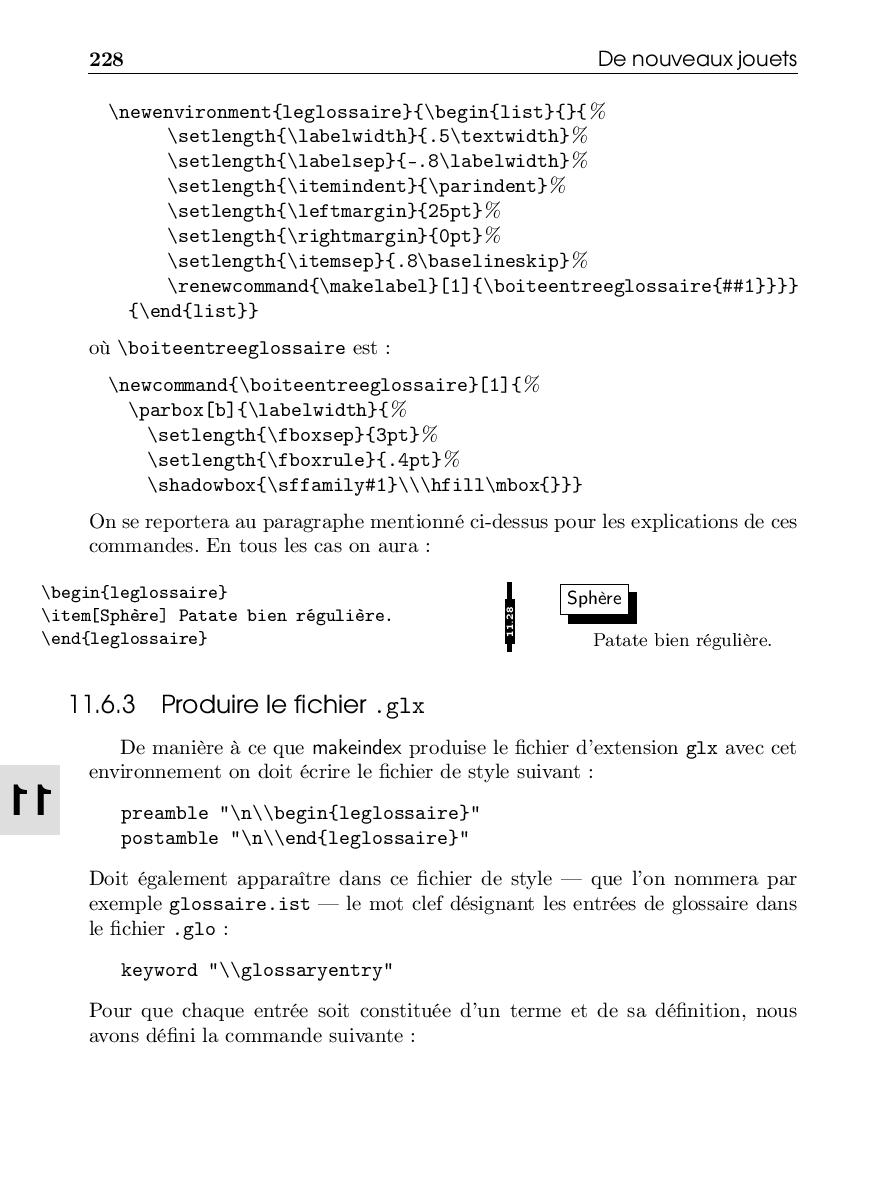 228 De nouveaux jouets
\newenvironment{leglossaire}{\begin{list}{}{%
\setlength{\labelwidth}{.5\textwidth}%
\setlength{\labelsep}{-.8\labelwidth}%
\setlength{\itemindent}{\parindent}%
\setlength{\leftmargin}{25pt}%
\setlength{\rightmargin}{0pt}%
\setlength{\itemsep}{.8\baselineskip}%
\renewcommand{\makelabel}[1]{\boiteentreeglossaire{##1}}}}
{\end{list}}
où \boiteentreeglossaire est :
\newcommand{\boiteentreeglossaire}[1]{%
\parbox[b]{\labelwidth}{%
\setlength{\fboxsep}{3pt}%
\setlength{\fboxrule}{.4pt}%
\shadowbox{\sffamily#1}\\\hfill\mbox{}}}
On se reportera au paragraphe mentionné ci-dessus pour les explications de ces
commandes. En tous les cas on aura :
\begin{leglossaire}
\item[Sphère] Patate bien régulière.
\end{leglossaire}
11.28
Sphère
Patate bien régulière.
11.6.3 Produire le fichier .glx
De manière à ce que makeindex produise le fichier d'extension glx avec cet
environnement on doit écrire le fichier de style suivant :
11
preamble "\n\\begin{leglossaire}"
postamble "\n\\end{leglossaire}"
Doit également apparaître dans ce fichier de style — que l'on nommera par
exemple glossaire.ist — le mot clef désignant les entrées de glossaire dans
le fichier .glo :
keyword "\\glossaryentry"
Pour que chaque entrée soit constituée d'un terme et de sa définition, nous
avons défini la commande suivante :